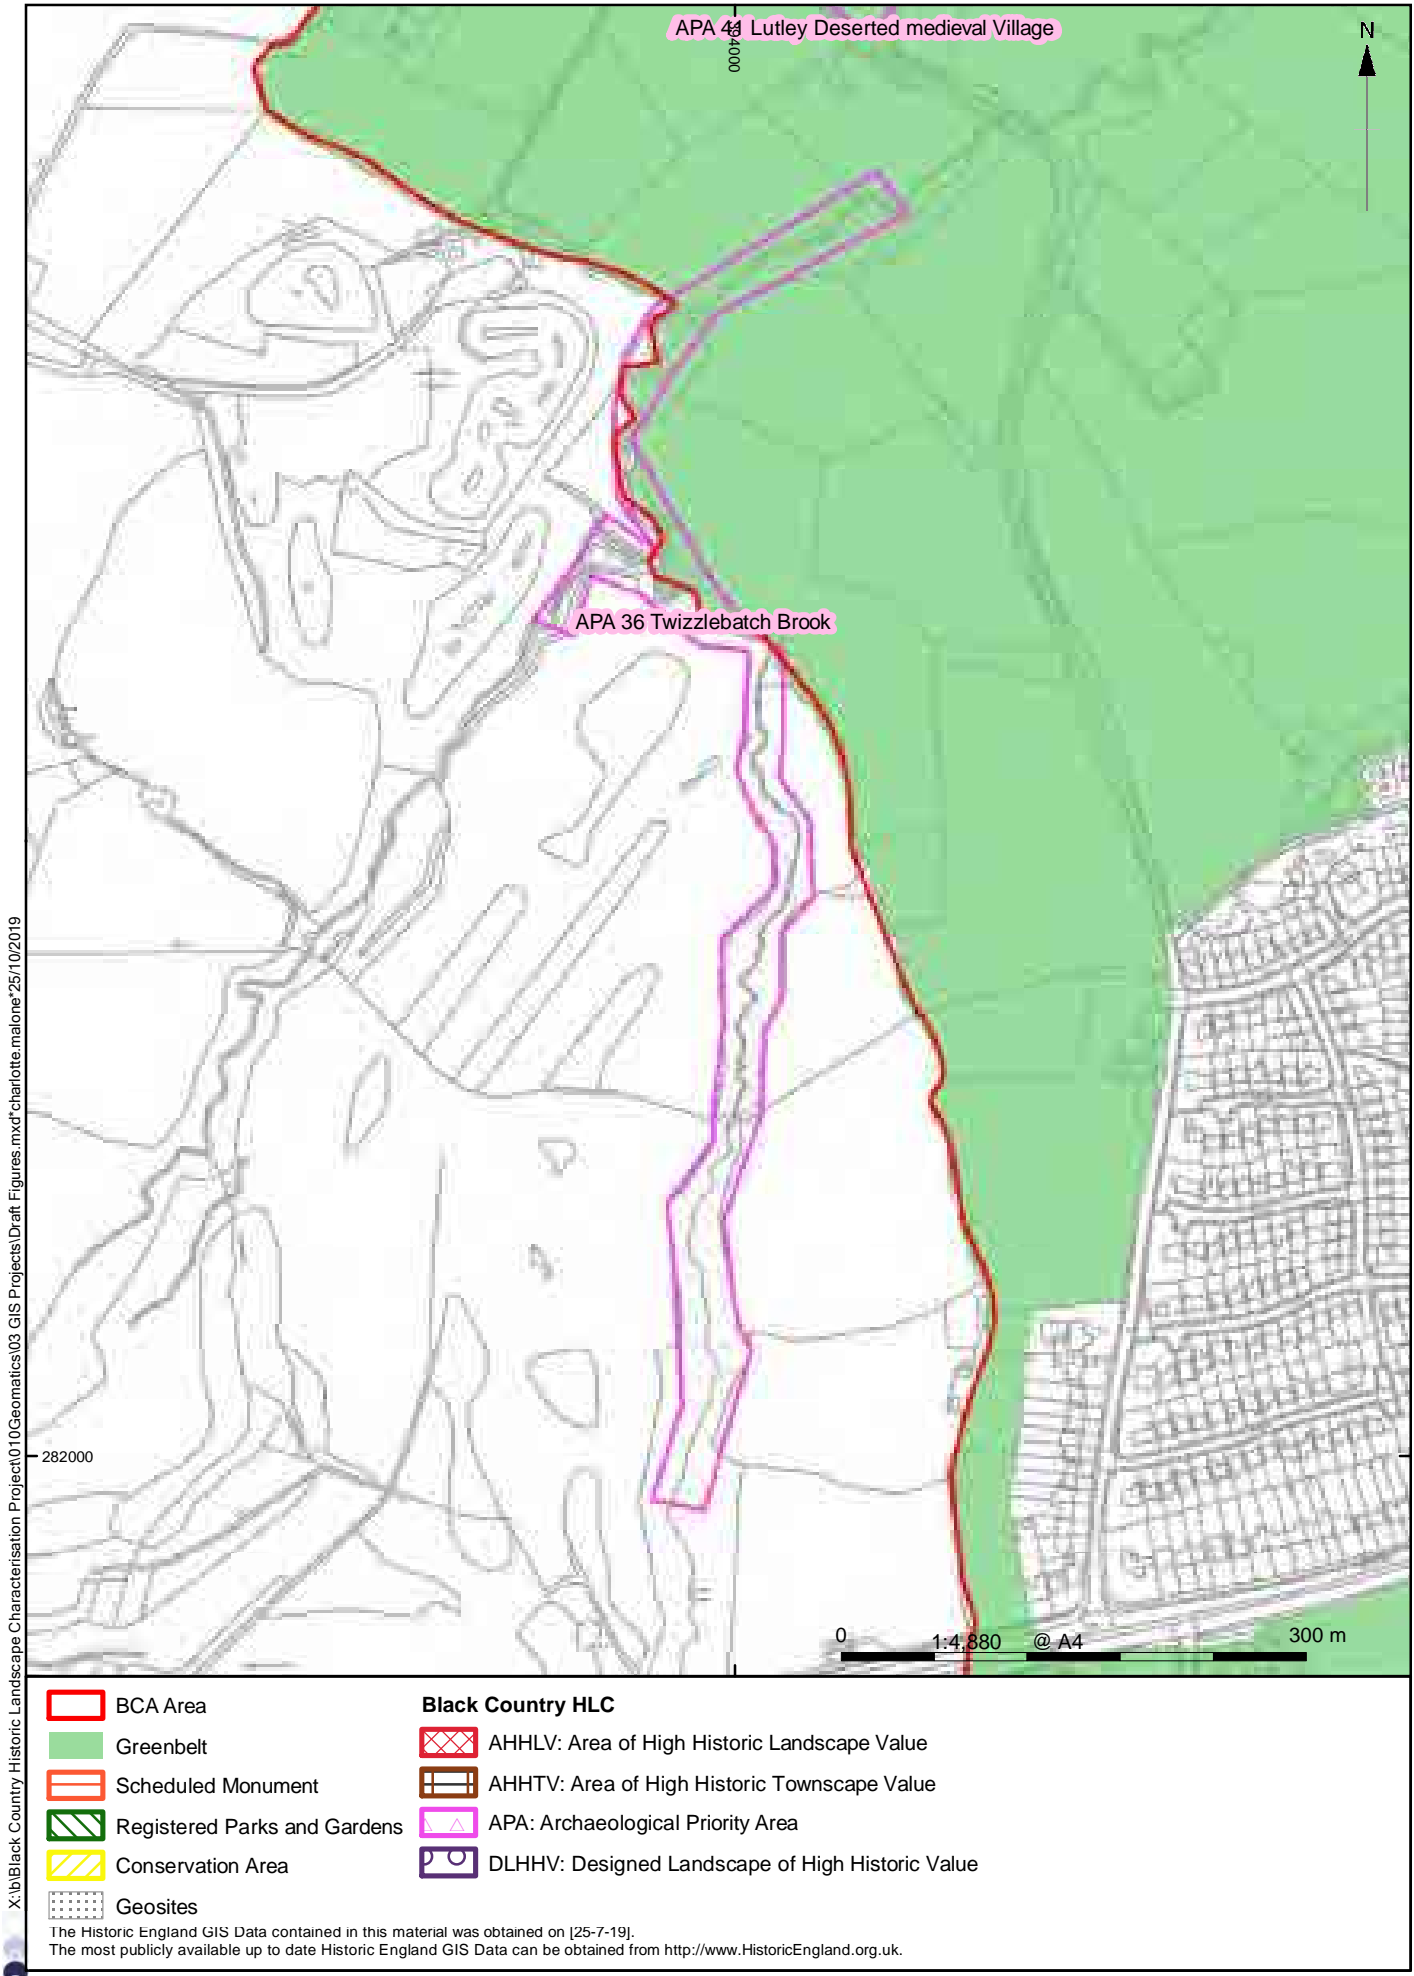 APA 41 Lutley Deserted medieval Village
394000
N
APA 36 Twizzlebatch Brook
282000
0 1:4,880 @ A4 300 m
X:\b\Black Country Historic Landscape Characterisation Project\010Geomatics\03 GIS Projects\Draft Figures.mxd*charlotte.malone*25/10/2019
BCA Area
Greenbelt
Scheduled Monument
Registered Parks and Gardens
Conservation Area
Geosites
Black Country HLC
AHHLV: Area of High Historic Landscape Value
AHHTV: Area of High Historic Townscape Value
APA: Archaeological Priority Area
DLHHV: Designed Landscape of High Historic Value
The Historic England GIS Data contained in this material was obtained on [25-7-19].
The most publicly available up to date Historic England GIS Data can be obtained from http://www.HistoricEngland.org.uk.